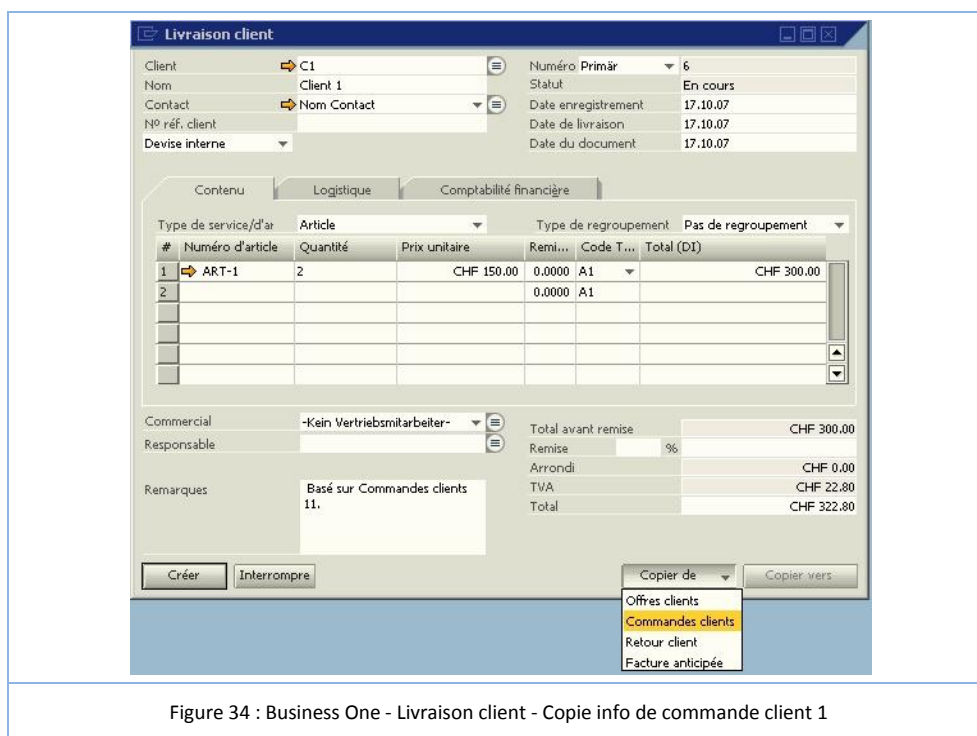 Livraison client
Client C1 Numéro Primär 6
Nom Client 1 Statut En cours
Contact Nom Contact Date enregistrement 17.10.07
Nº réf. client Date de livraison 17.10.07
Devise interne Date du document 17.10.07
Contenu Logistique Comptabilité financière
Type de service/d'ar Article Type de regroupement Pas de regroupement
# Numéro d'article Quantité Prix unitaire Remi... Code T... Total (DI)
1 ART-1 2 CHF 150.00 0.0000 A1 CHF 300.00
2 0.0000 A1
Commercial -Kein Vertriebsmitarbeiter- Total avant remise CHF 300.00
Responsable Remise %
Arrondi CHF 0.00
Remarques Basé sur Commandes clients TVA CHF 22.80
11. Total CHF 322.80
Créer Interrompre Copier de Copier vers
Offres clients
Commandes clients
Retour client
Facture anticipée
Figure 34 : Business One - Livraison client - Copie info de commande client 1